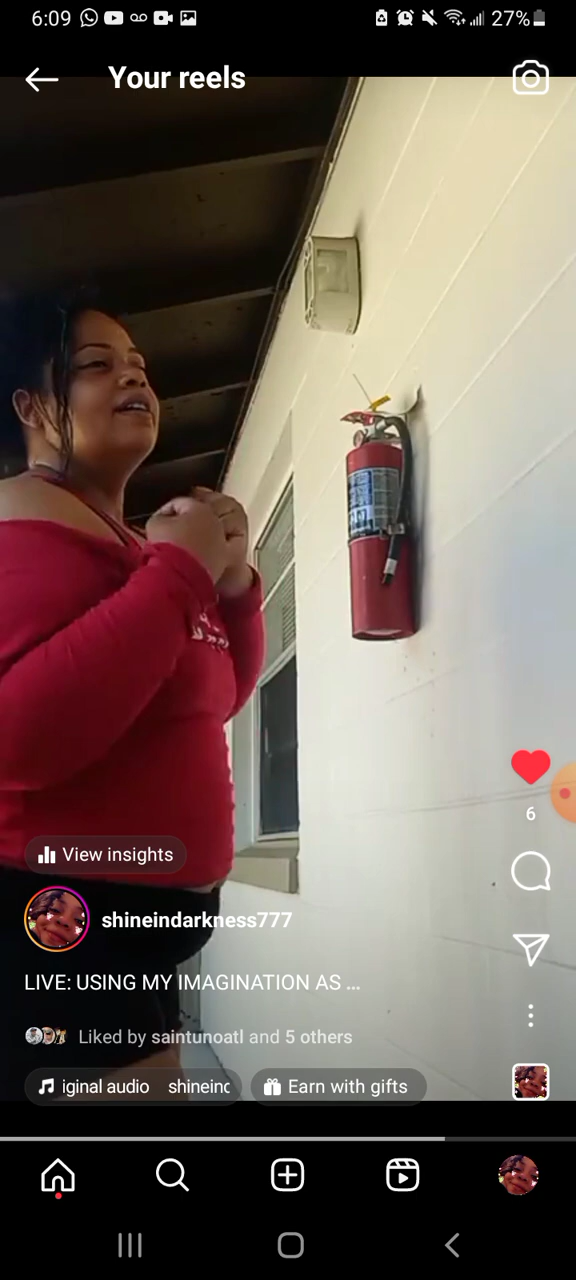 6:09
27%
Your reels
6
View insights
shineindarkness777
LIVE: USING MY IMAGINATION AS ...
Liked by saintunoatl and 5 others
iginal audio shineind
Earn with gifts